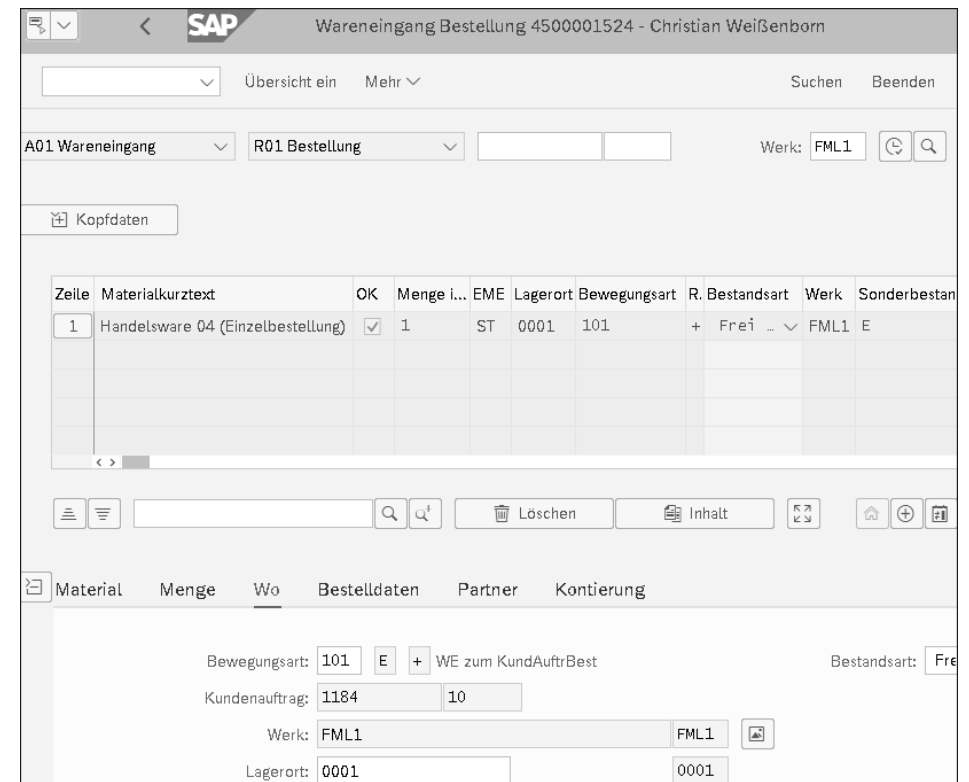 SAP Wareneingang Bestellung 4500001524 - Christian Weißenborn
Übersicht ein Mehr Suchen Beenden
A01 Wareneingang R01 Bestellung Werk: FML1
Kopfdaten
Zeile Materialkurztext OK Menge i... EME Lagerort Bewegungsart R. Bestandsart Werk Sonderbestan
1 Handelsware 04 (Einzelbestellung) 1 ST 0001 101 + Frei … FML1 E
Löschen Inhalt
Material Menge Wo Bestelldaten Partner Kontierung
Bewegungsart: 101 E + WE zum KundAuftrBest Bestandsart: Fre
Kundenauftrag: 1184 10
Werk: FML1 FML1
Lagerort: 0001 0001